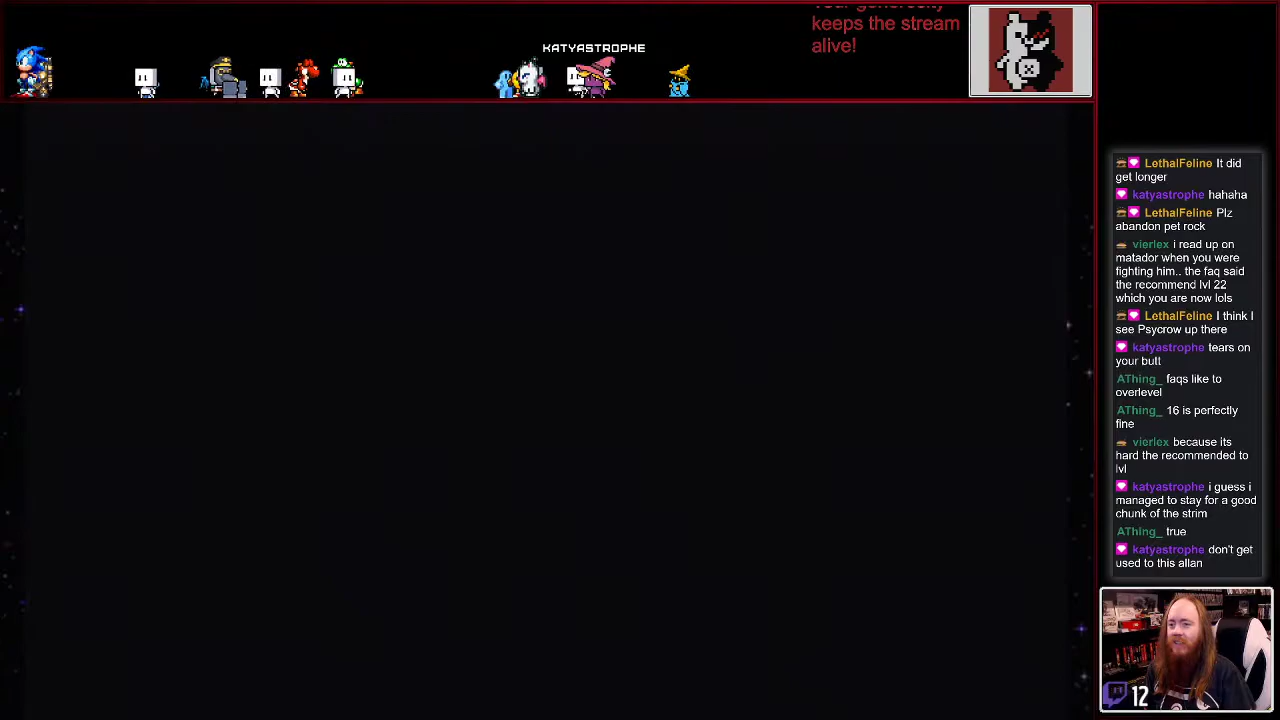 Your generosity
keeps the stream
alive!
KATYASTROPHE
LethalFeline It did
get longer
katyastrophe hahaha
LethalFeline Plz
abandon pet rock
vierlex i read up on
matador when you were
fighting him.. the faq said
the recommend lvl 22
which you are now lols
LethalFeline I think I
see Psycrow up there
katyastrophe tears on
your butt
AThing_ faqs like to
overlevel
AThing_ 16 is perfectly
fine
vierlex because its
hard the recommended to
lvl
katyastrophe i guess i
managed to stay for a good
chunk of the strim
AThing_ true
katyastrophe don't get
used to this allan
12